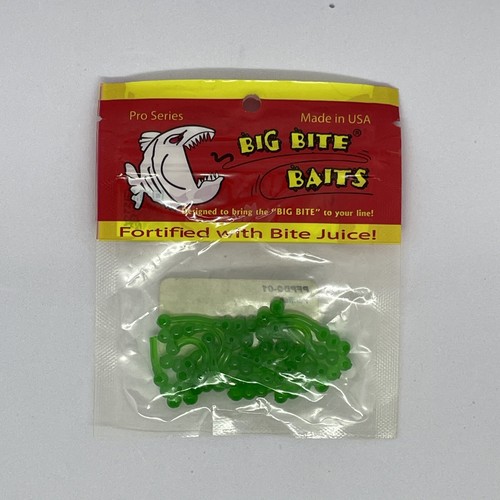 Pro Series
Made in USA
BIG BITE®
BAITS
Designed to bring the "BIG BITE" to your line!
Fortified with Bite Juice!